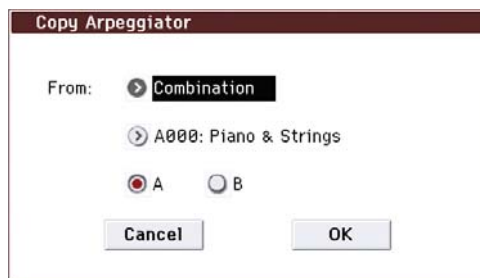 Copy Arpeggiator
From: Combination
A000: Piano & Strings
A B
Cancel OK